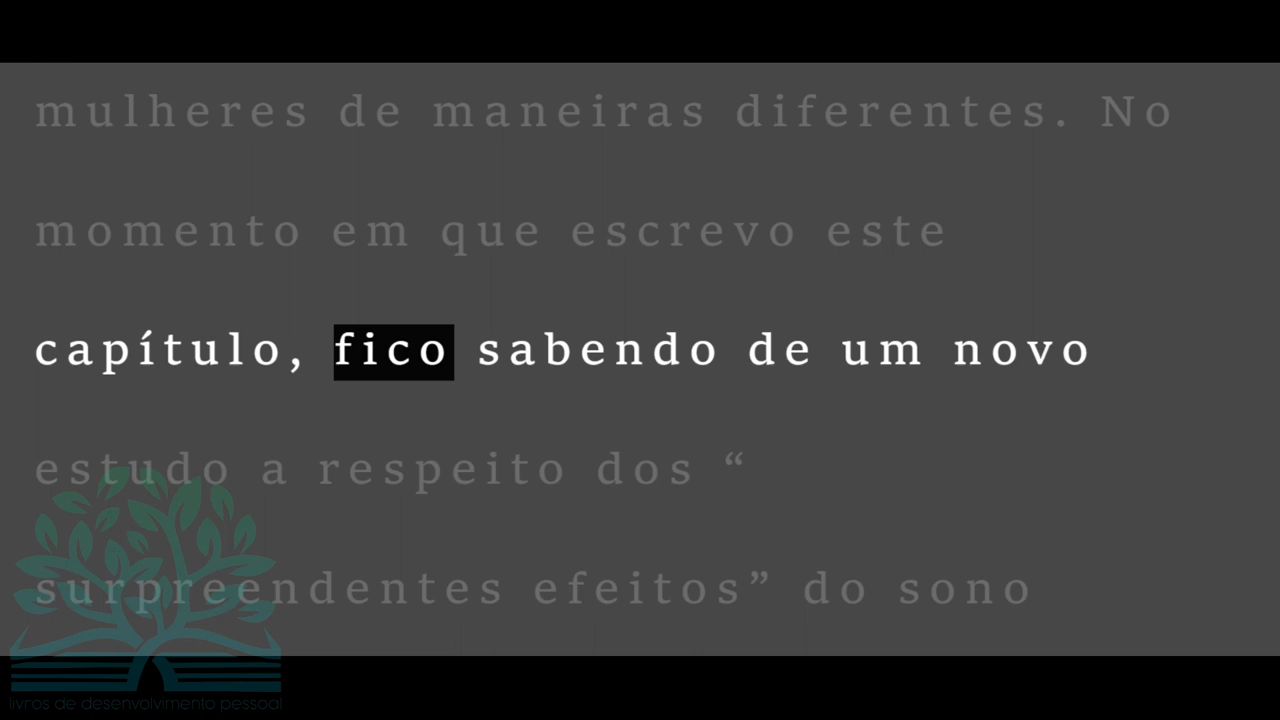 mulheres de maneiras diferentes. No
momento em que escrevo este
capítulo, fico sabendo de um novo
estudo a respeito dos “
surpreendentes efeitos” do sono
livros de desenvolvimento pessoal